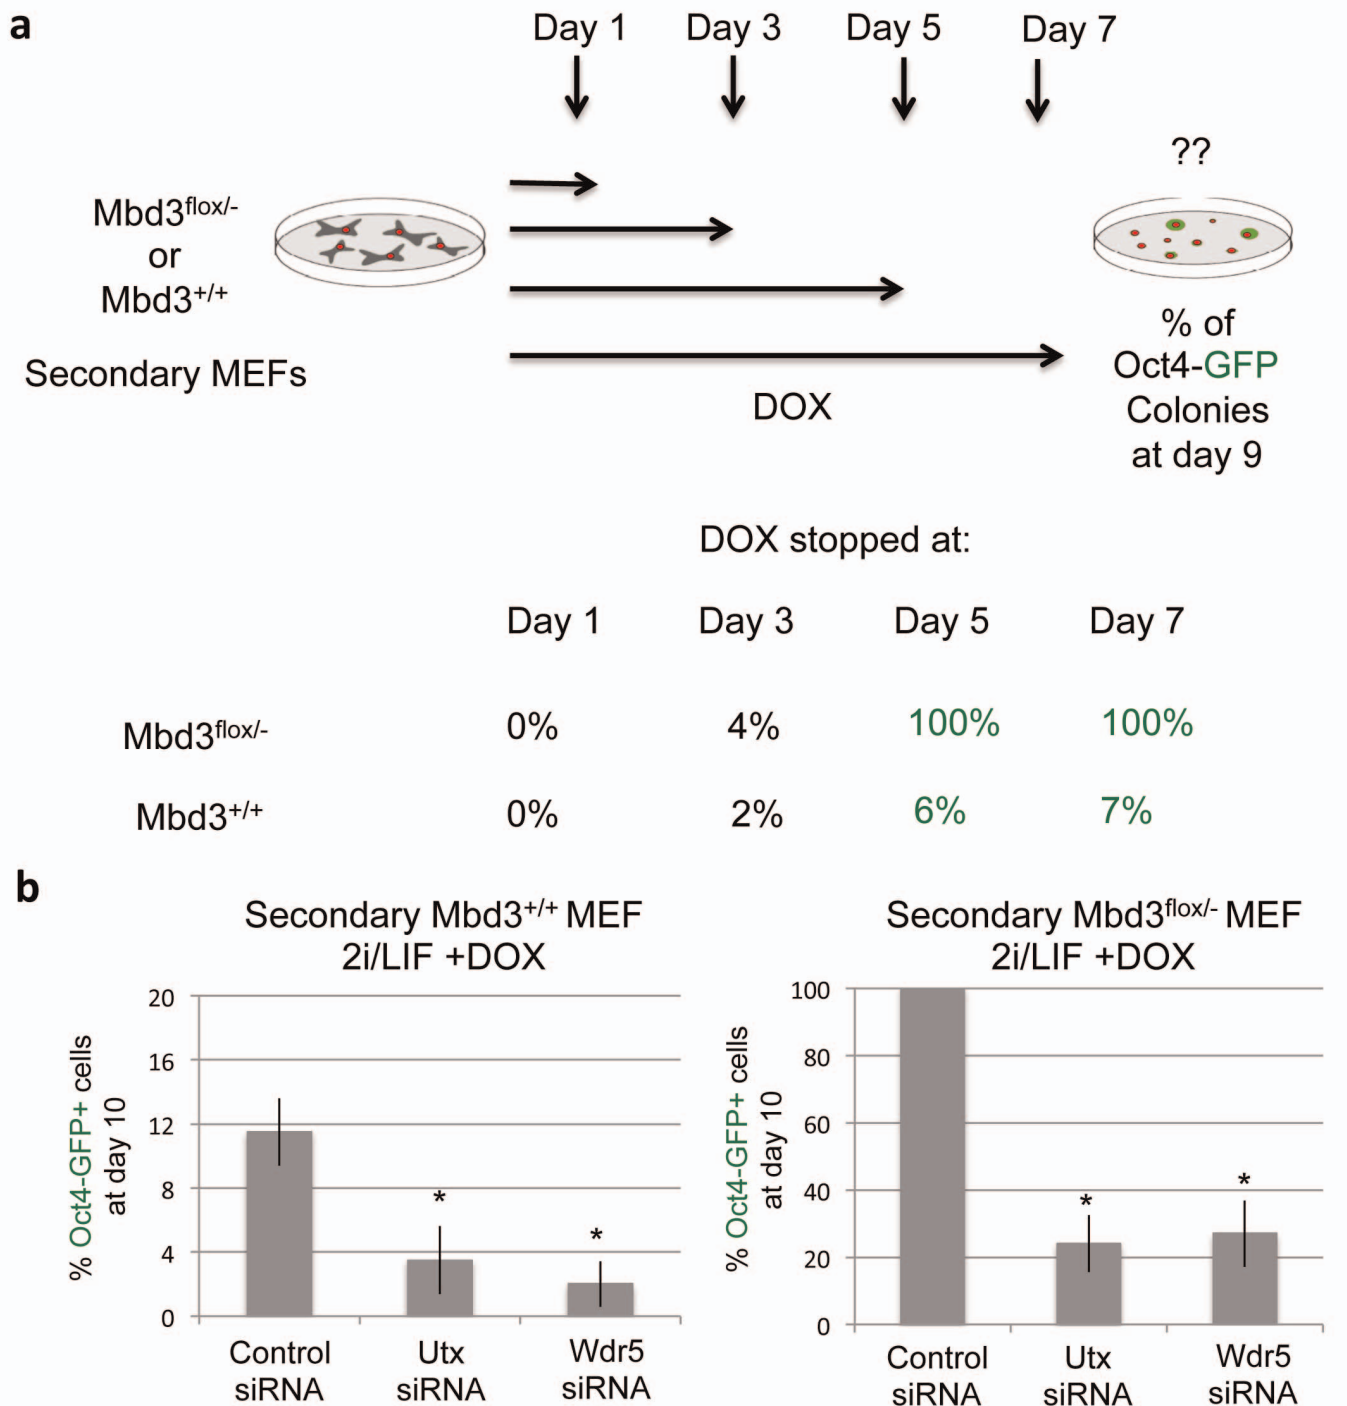 a
Day 1 Day 3 Day 5 Day 7
??
Mbd3flox/-
or
Mbd3+/+
Secondary MEFs
DOX
% of
Oct4-GFP
Colonies
at day 9
DOX stopped at:
Day 1 Day 3 Day 5 Day 7
Mbd3flox/- 0% 4% 100% 100%
Mbd3+/+ 0% 2% 6% 7%
b
Secondary Mbd3+/+ MEF
2i/LIF +DOX
% Oct4-GFP+ cells
at day 10
20
16
12
8
4
0
*
*
Control
siRNA
Utx
siRNA
Wdr5
siRNA
Secondary Mbd3flox/- MEF
2i/LIF +DOX
% Oct4-GFP+ cells
at day 10
100
80
60
40
20
0
*
*
Control
siRNA
Utx
siRNA
Wdr5
siRNA